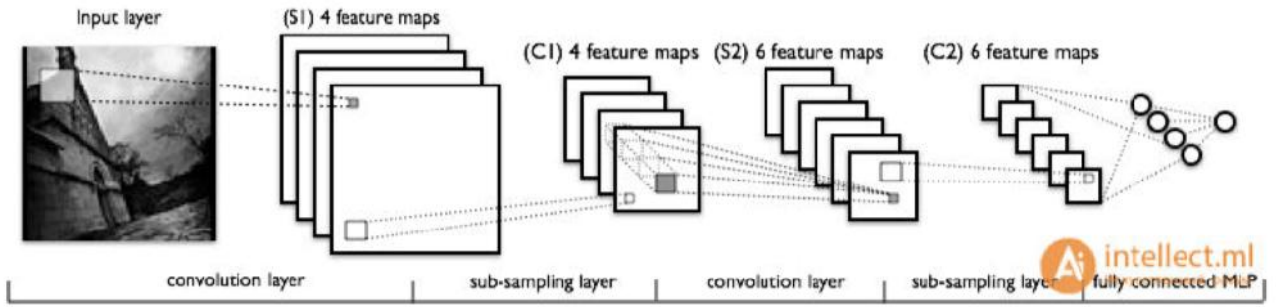 Input layer
(S1) 4 feature maps
(C1) 4 feature maps
(S2) 6 feature maps
(C2) 6 feature maps
convolution layer
sub-sampling layer
convolution layer
sub-sampling layer
fully connected MLP
Ai
intellect.ml